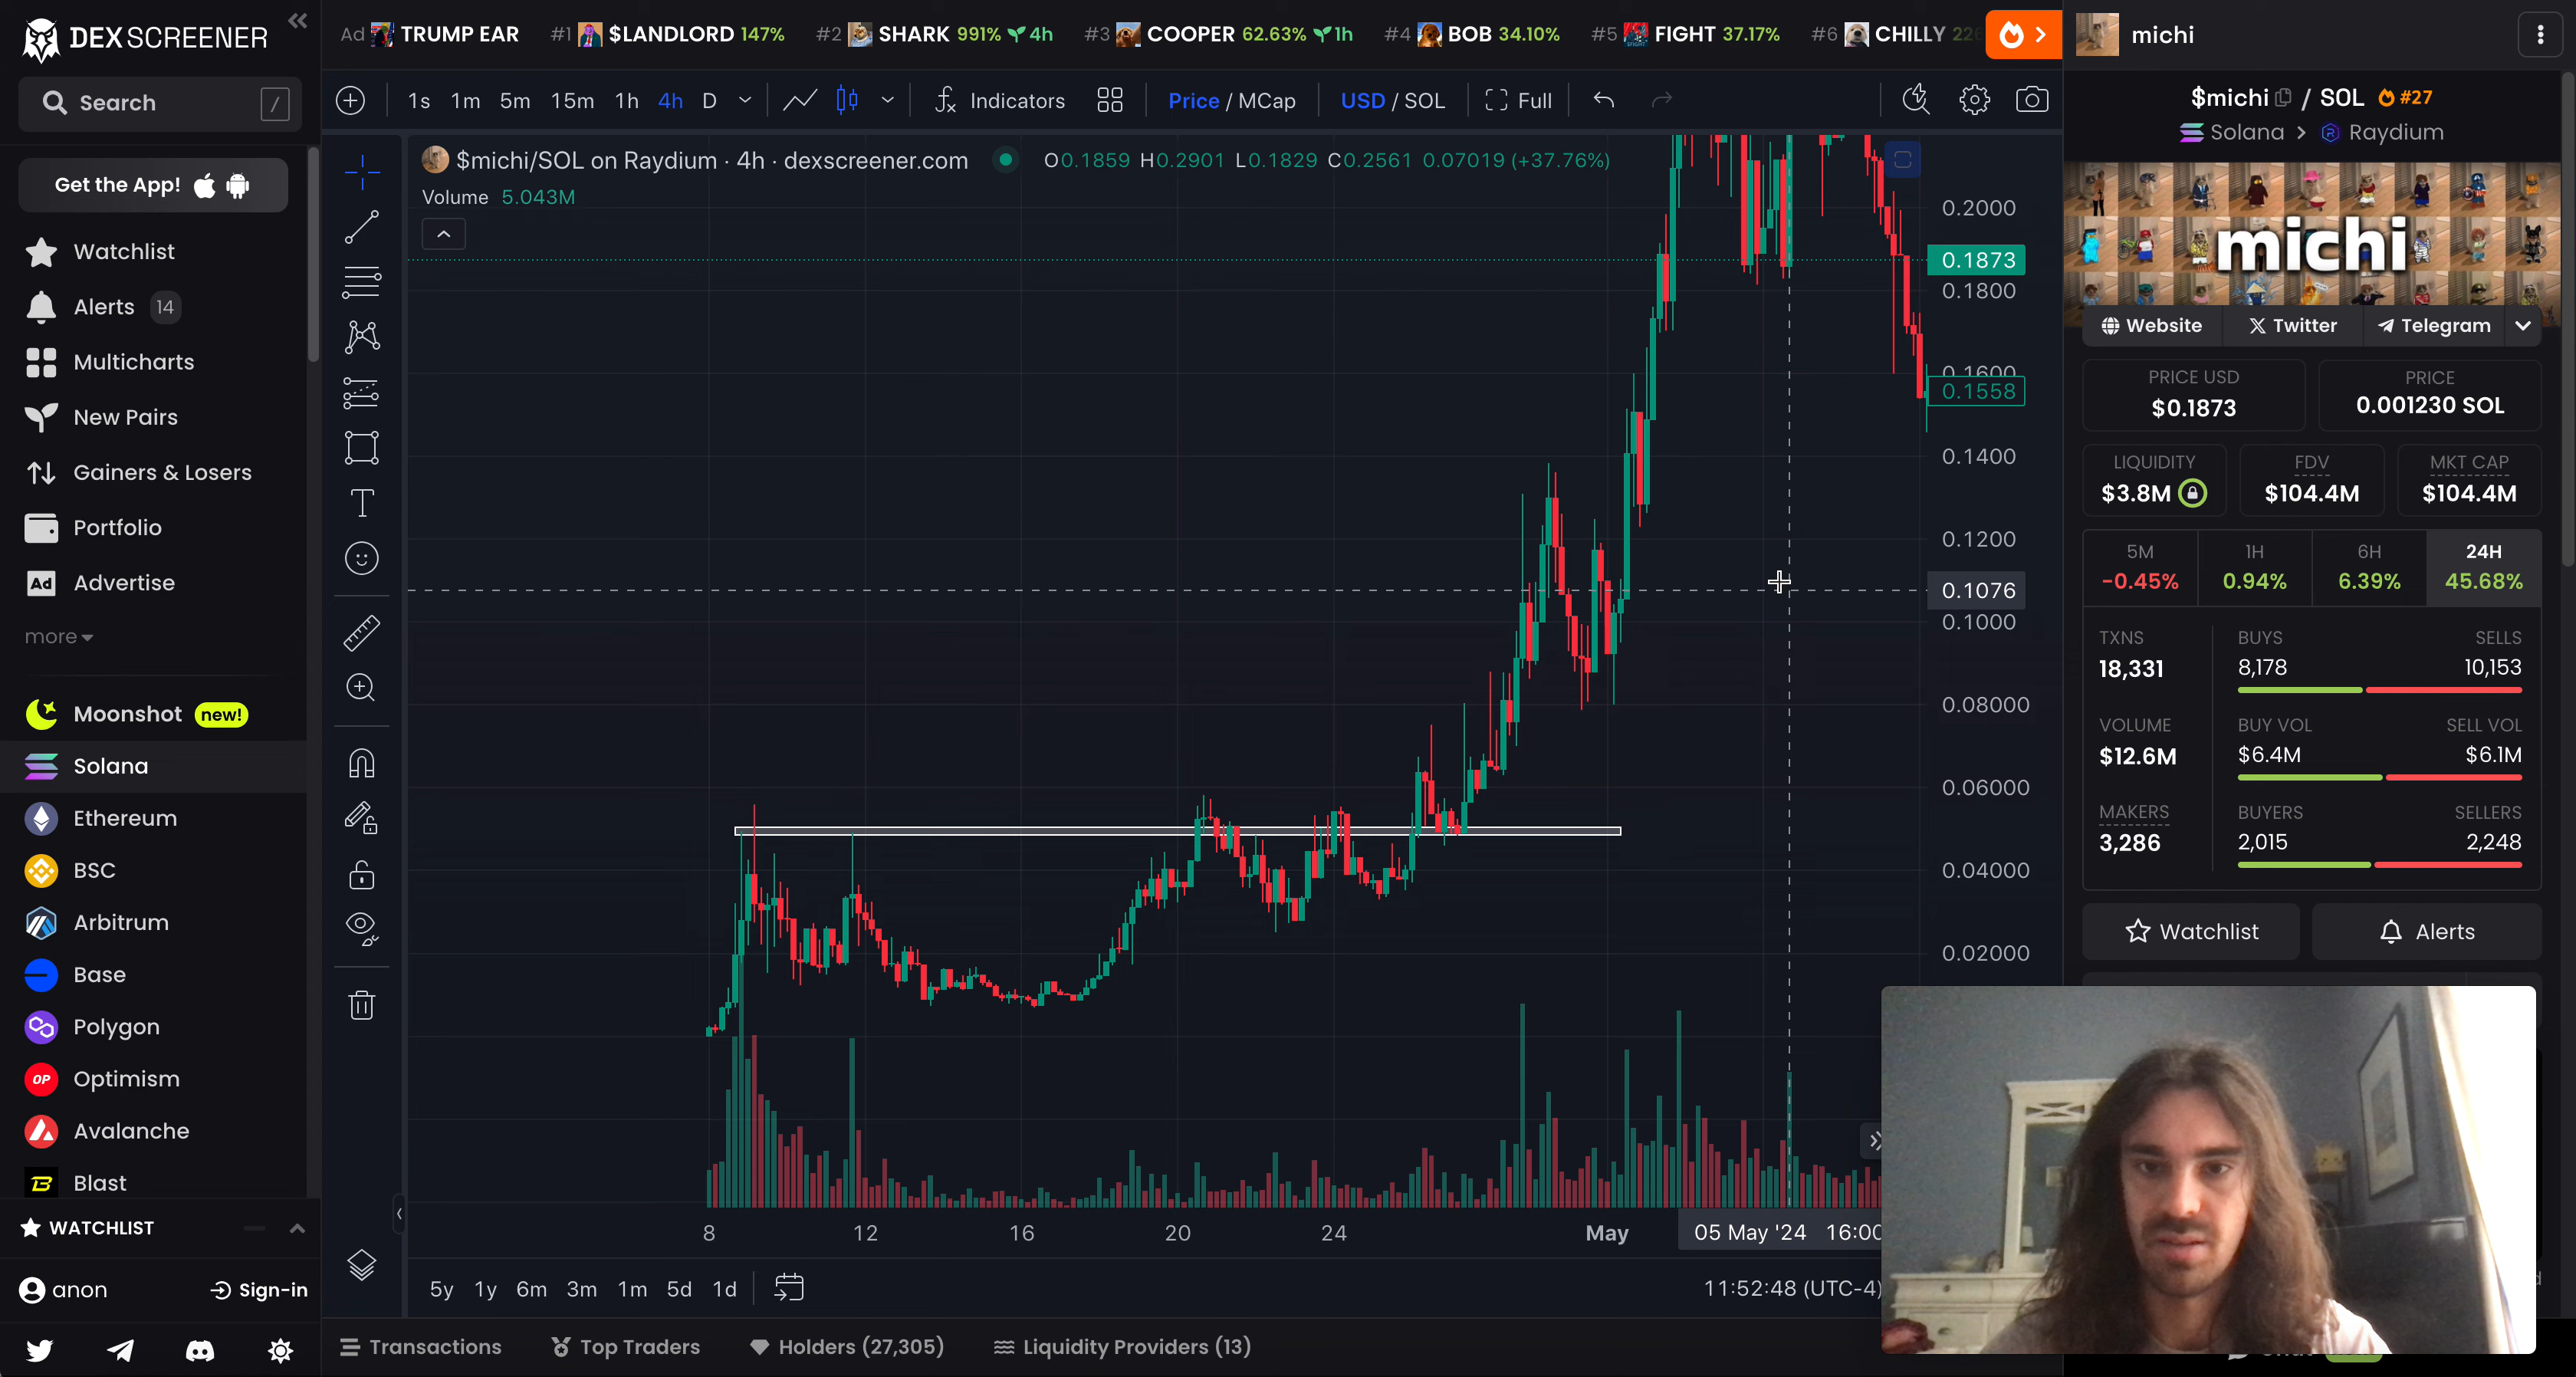 DEX SCREENER
Search /
Get the App!
Watchlist
Alerts 14
Multicharts
New Pairs
Gainers & Losers
Portfolio
Ad Advertise
more
Moonshot new!
Solana
Ethereum
BSC
Arbitrum
Base
Polygon
OP Optimism
Avalanche
Blast
WATCHLIST
anon Sign-in
Ad TRUMP EAR #1 $LANDLORD 147% #2 SHARK 991% 4h #3 COOPER 62.63% 1h #4 BOB 34.10% #5 FIGHT 37.17% #6 CHILLY
1s 1m 5m 15m 1h 4h D Indicators Price / MCap USD / SOL Full
$michi/SOL on Raydium · 4h · dexscreener.com O0.1859 H0.2901 L0.1829 C0.2561 0.07019 (+37.76%)
Volume 5.043M
0.2000
0.1873
0.1800
0.1600
0.1558
0.1400
0.1200
0.1076
0.1000
0.08000
0.06000
0.04000
0.02000
8 12 16 20 24 May 05 May '24 16:00
5y 1y 6m 3m 1m 5d 1d 11:52:48 (UTC-4)
Transactions Top Traders Holders (27,305) Liquidity Providers (13)
michi
$michi / SOL #27
Solana > Raydium
michi
Website Twitter Telegram
PRICE USD PRICE
$0.1873 0.001230 SOL
LIQUIDITY FDV MKT CAP
$3.8M $104.4M $104.4M
5M 1H 6H 24H
-0.45% 0.94% 6.39% 45.68%
TXNS BUYS SELLS
18,331 8,178 10,153
VOLUME BUY VOL SELL VOL
$12.6M $6.4M $6.1M
MAKERS BUYERS SELLERS
3,286 2,015 2,248
Watchlist Alerts